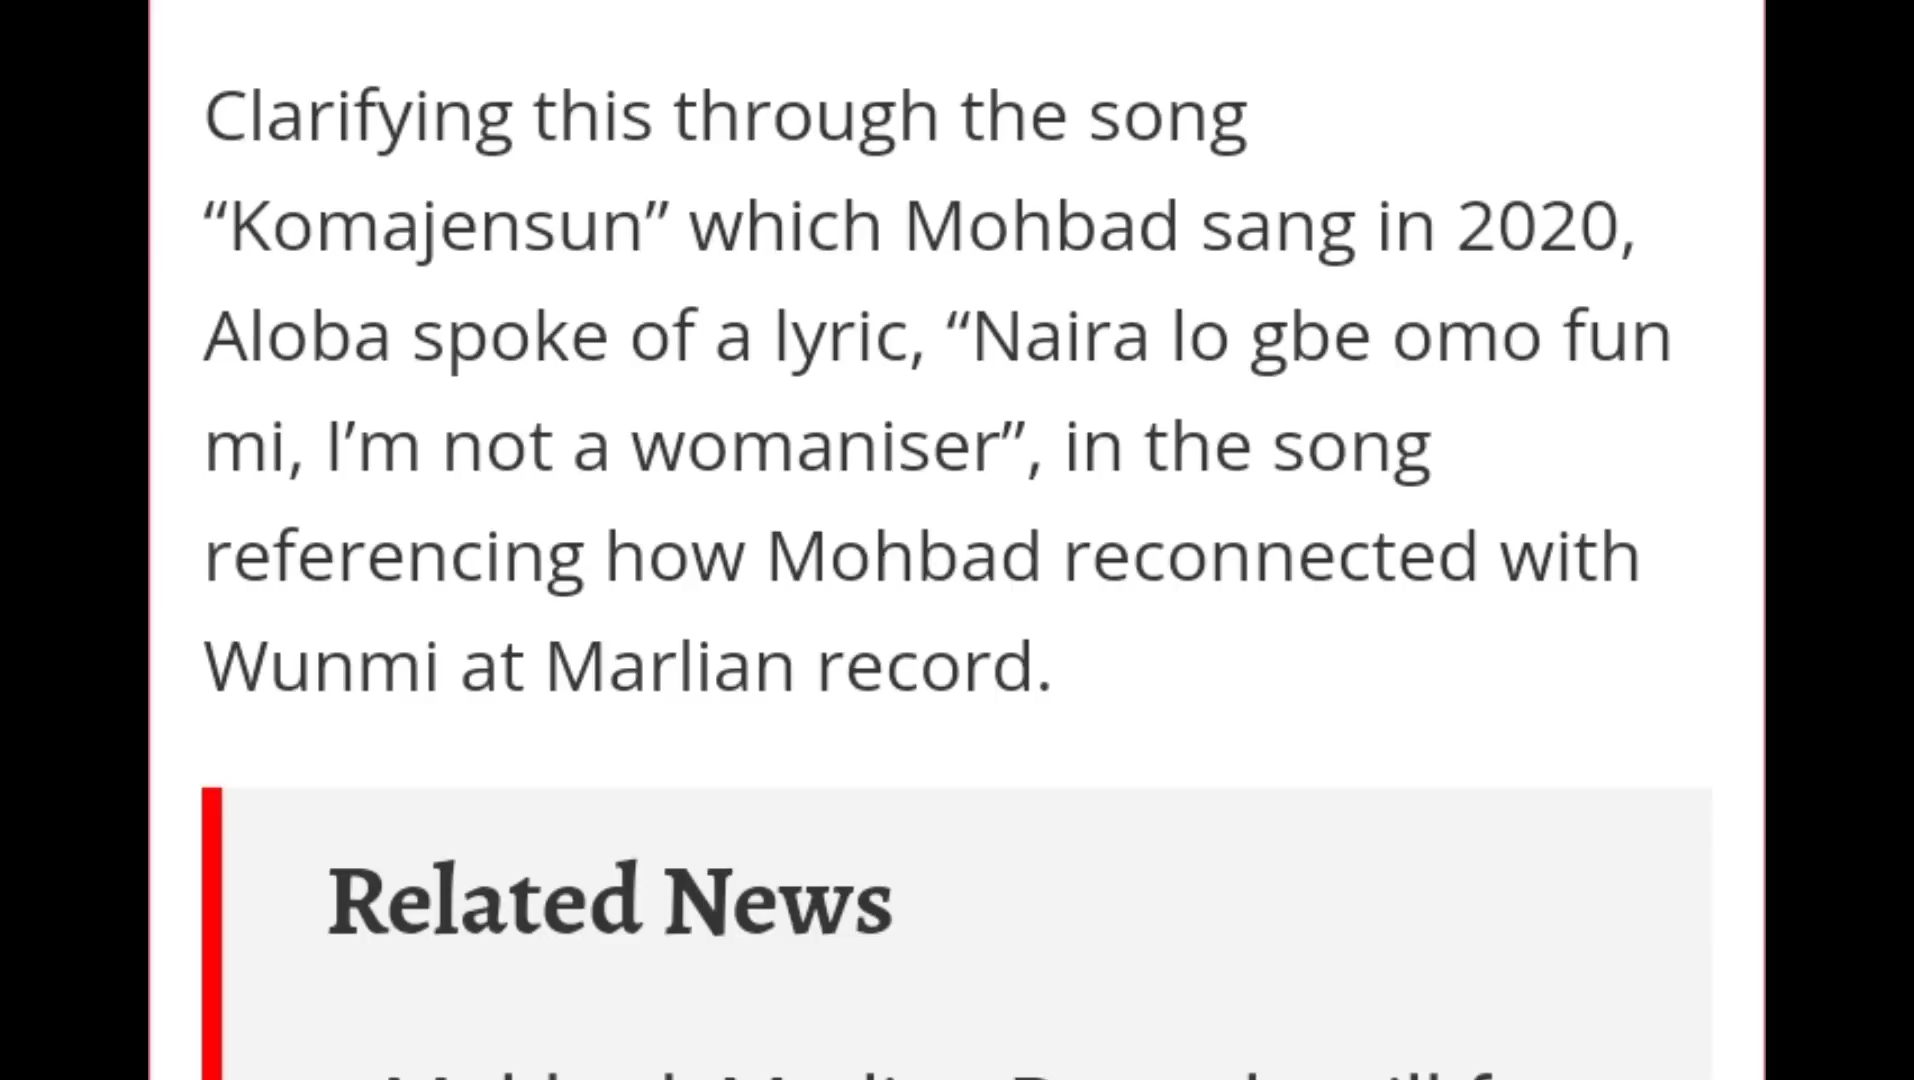 Clarifying this through the song
“Komajensun” which Mohbad sang in 2020,
Aloba spoke of a lyric, “Naira lo gbe omo fun
mi, I’m not a womaniser”, in the song
referencing how Mohbad reconnected with
Wunmi at Marlian record.
Related News